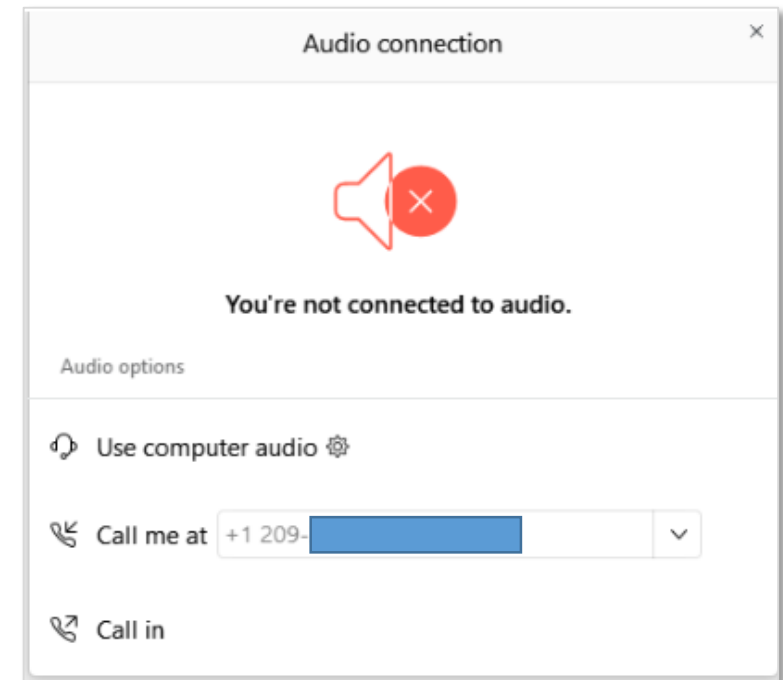 Audio connection
You're not connected to audio.
Audio options
Use computer audio
Call me at +1 209-
Call in